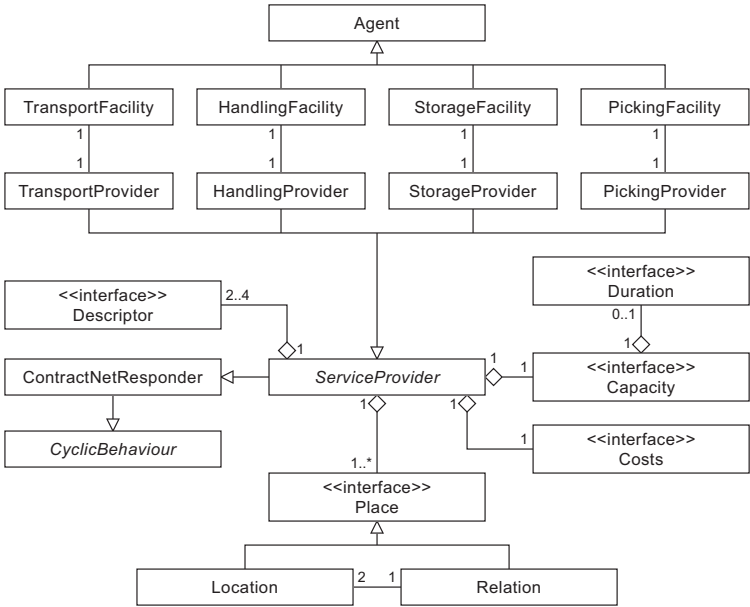 Agent
TransportFacility
HandlingFacility
StorageFacility
PickingFacility
1
1
1
1
1
1
1
1
TransportProvider
HandlingProvider
StorageProvider
PickingProvider
<<interface>>
Descriptor
2..4
1
<<interface>>
Duration
0..1
1
ContractNetResponder
ServiceProvider
1
1
<<interface>>
Capacity
1
1
CyclicBehaviour
1
<<interface>>
Costs
1..*
<<interface>>
Place
Location
2
1
Relation